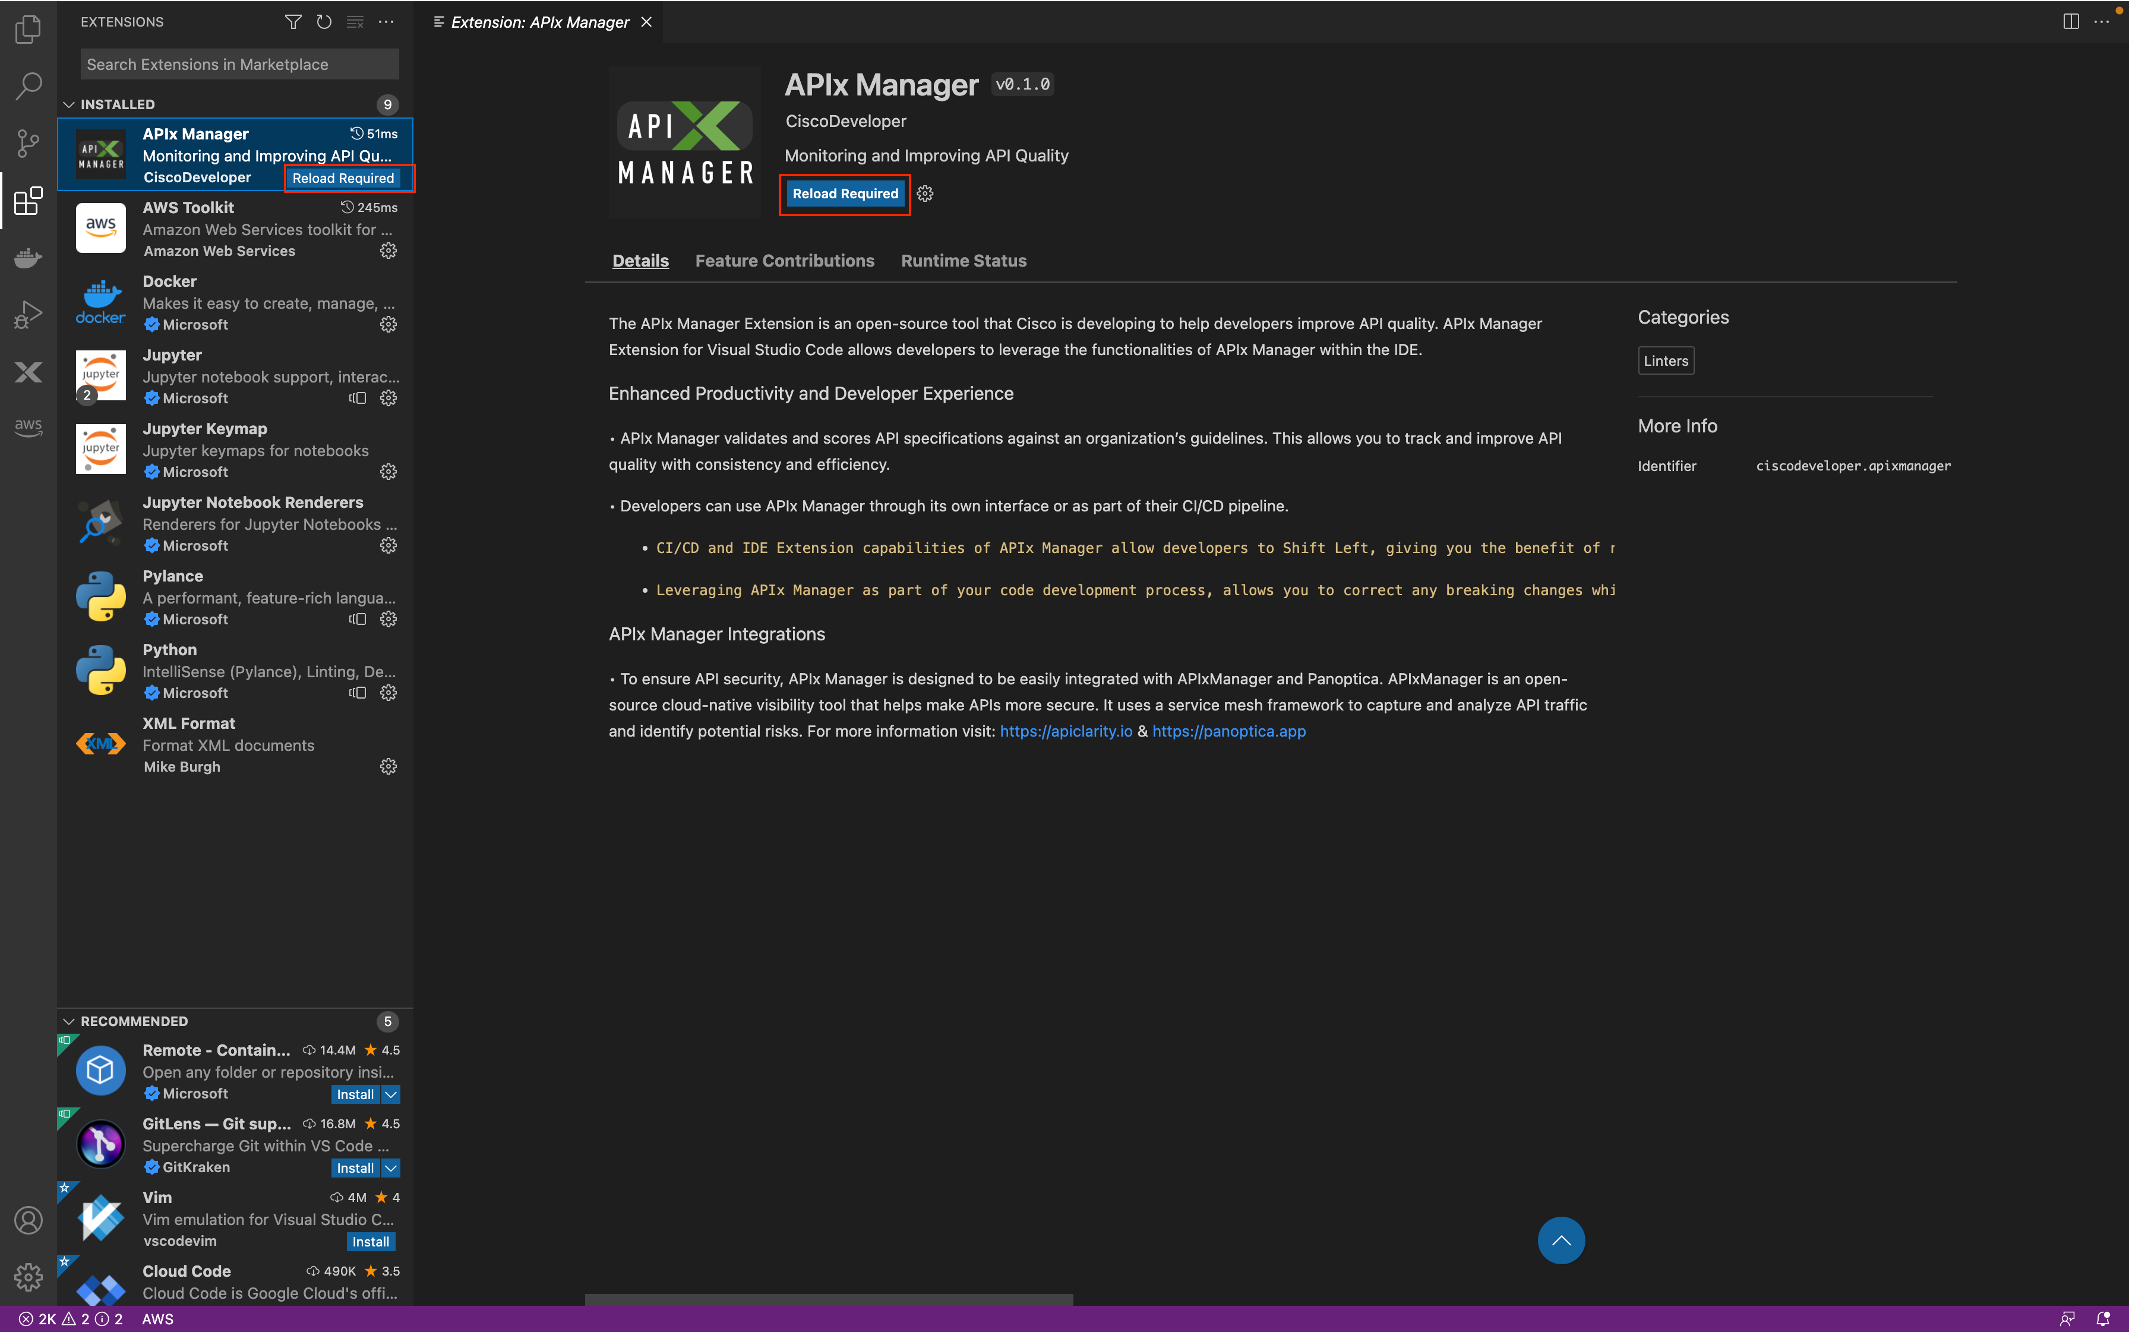 EXTENSIONS
Search Extensions in Marketplace
INSTALLED
9
APIx Manager
51ms
Monitoring and Improving API Qu...
CiscoDeveloper
Reload Required
AWS Toolkit
245ms
Amazon Web Services toolkit for ...
Amazon Web Services
Docker
Makes it easy to create, manage, ...
Microsoft
Jupyter
Jupyter notebook support, interac...
Microsoft
2
Jupyter Keymap
Jupyter keymaps for notebooks
Microsoft
Jupyter Notebook Renderers
Renderers for Jupyter Notebooks ...
Microsoft
Pylance
A performant, feature-rich langua...
Microsoft
Python
IntelliSense (Pylance), Linting, De...
Microsoft
XML Format
Format XML documents
Mike Burgh
API X
MANAGER
aws
docker
jupyter
jupyter
XML
aws
RECOMMENDED
5
Remote - Contain...
14.4M
4.5
Open any folder or repository insi...
Microsoft
Install
GitLens — Git sup...
16.8M
4.5
Supercharge Git within VS Code ...
GitKraken
Install
Vim
4M
4
Vim emulation for Visual Studio C...
vscodevim
Install
Cloud Code
490K
3.5
Cloud Code is Google Cloud's offi...
Extension: APIx Manager
API X
MANAGER
APIx Manager
v0.1.0
CiscoDeveloper
Monitoring and Improving API Quality
Reload Required
Details
Feature Contributions
Runtime Status
The APIx Manager Extension is an open-source tool that Cisco is developing to help developers improve API quality. APIx Manager
Extension for Visual Studio Code allows developers to leverage the functionalities of APIx Manager within the IDE.
Enhanced Productivity and Developer Experience
• APIx Manager validates and scores API specifications against an organization's guidelines. This allows you to track and improve API
quality with consistency and efficiency.
• Developers can use APIx Manager through its own interface or as part of their CI/CD pipeline.
• CI/CD and IDE Extension capabilities of APIx Manager allow developers to Shift Left, giving you the benefit of
• Leveraging APIx Manager as part of your code development process, allows you to correct any breaking changes whi
APIx Manager Integrations
• To ensure API security, APIx Manager is designed to be easily integrated with APIxManager and Panoptica. APIxManager is an open-
source cloud-native visibility tool that helps make APIs more secure. It uses a service mesh framework to capture and analyze API traffic
and identify potential risks. For more information visit: https://apiclarity.io & https://panoptica.app
Categories
Linters
More Info
Identifier
ciscodeveloper.apixmanager
2K
2
2
AWS